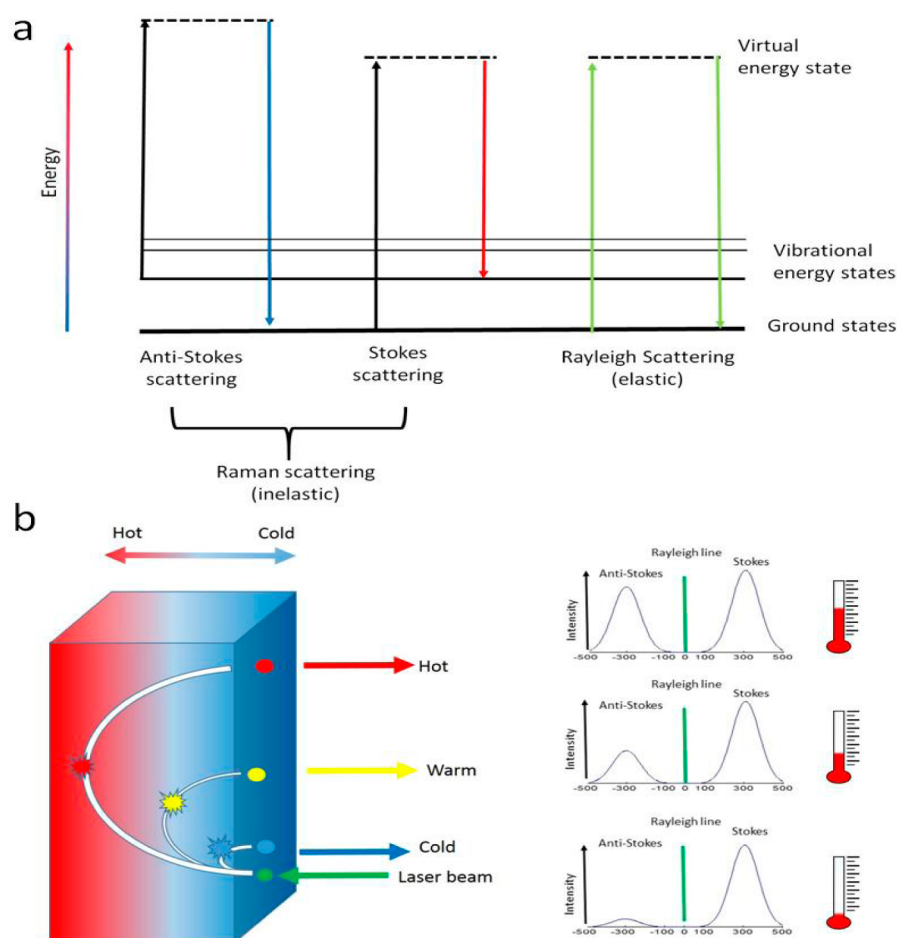 a
Virtual
energy state
Energy
Vibrational
energy states
Ground states
Anti-Stokes
scattering
Stokes
scattering
Rayleigh Scattering
(elastic)
Raman scattering
(inelastic)
b
Hot
Cold
Hot
Warm
Cold
Laser beam
Rayleigh line
Anti-Stokes
Stokes
Intensity
-500 -300 0 100 300 500
Rayleigh line
Anti-Stokes
Stokes
Intensity
-500 -300 0 100 300 500
Rayleigh line
Anti-Stokes
Stokes
Intensity
-500 -300 0 100 300 500